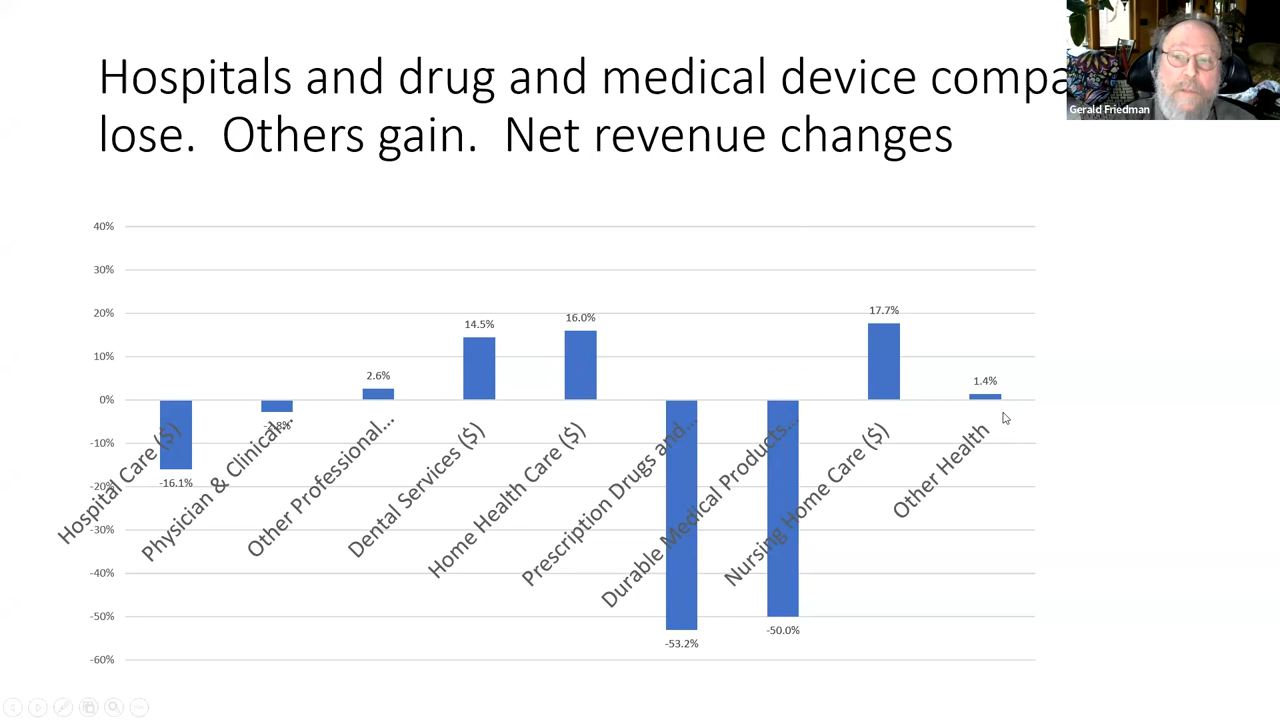 Hospitals and drug and medical device compa
lose.  Others gain.  Net revenue changes
Gerald Friedman
40%
30%
20%
10%
0%
-10%
-20%
-30%
-40%
-50%
-60%
-16.1%
-2.8%
2.6%
14.5%
16.0%
-53.2%
-50.0%
17.7%
1.4%
Hospital Care ($)
Physician & Clinical...
Other Professional...
Dental Services ($)
Home Health Care ($)
Prescription Drugs and...
Durable Medical Products...
Nursing Home Care ($)
Other Health